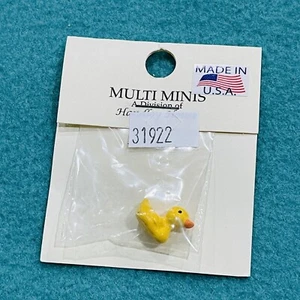 MADE IN
U.S.A.
MULTI MINIS
A Division of
31922